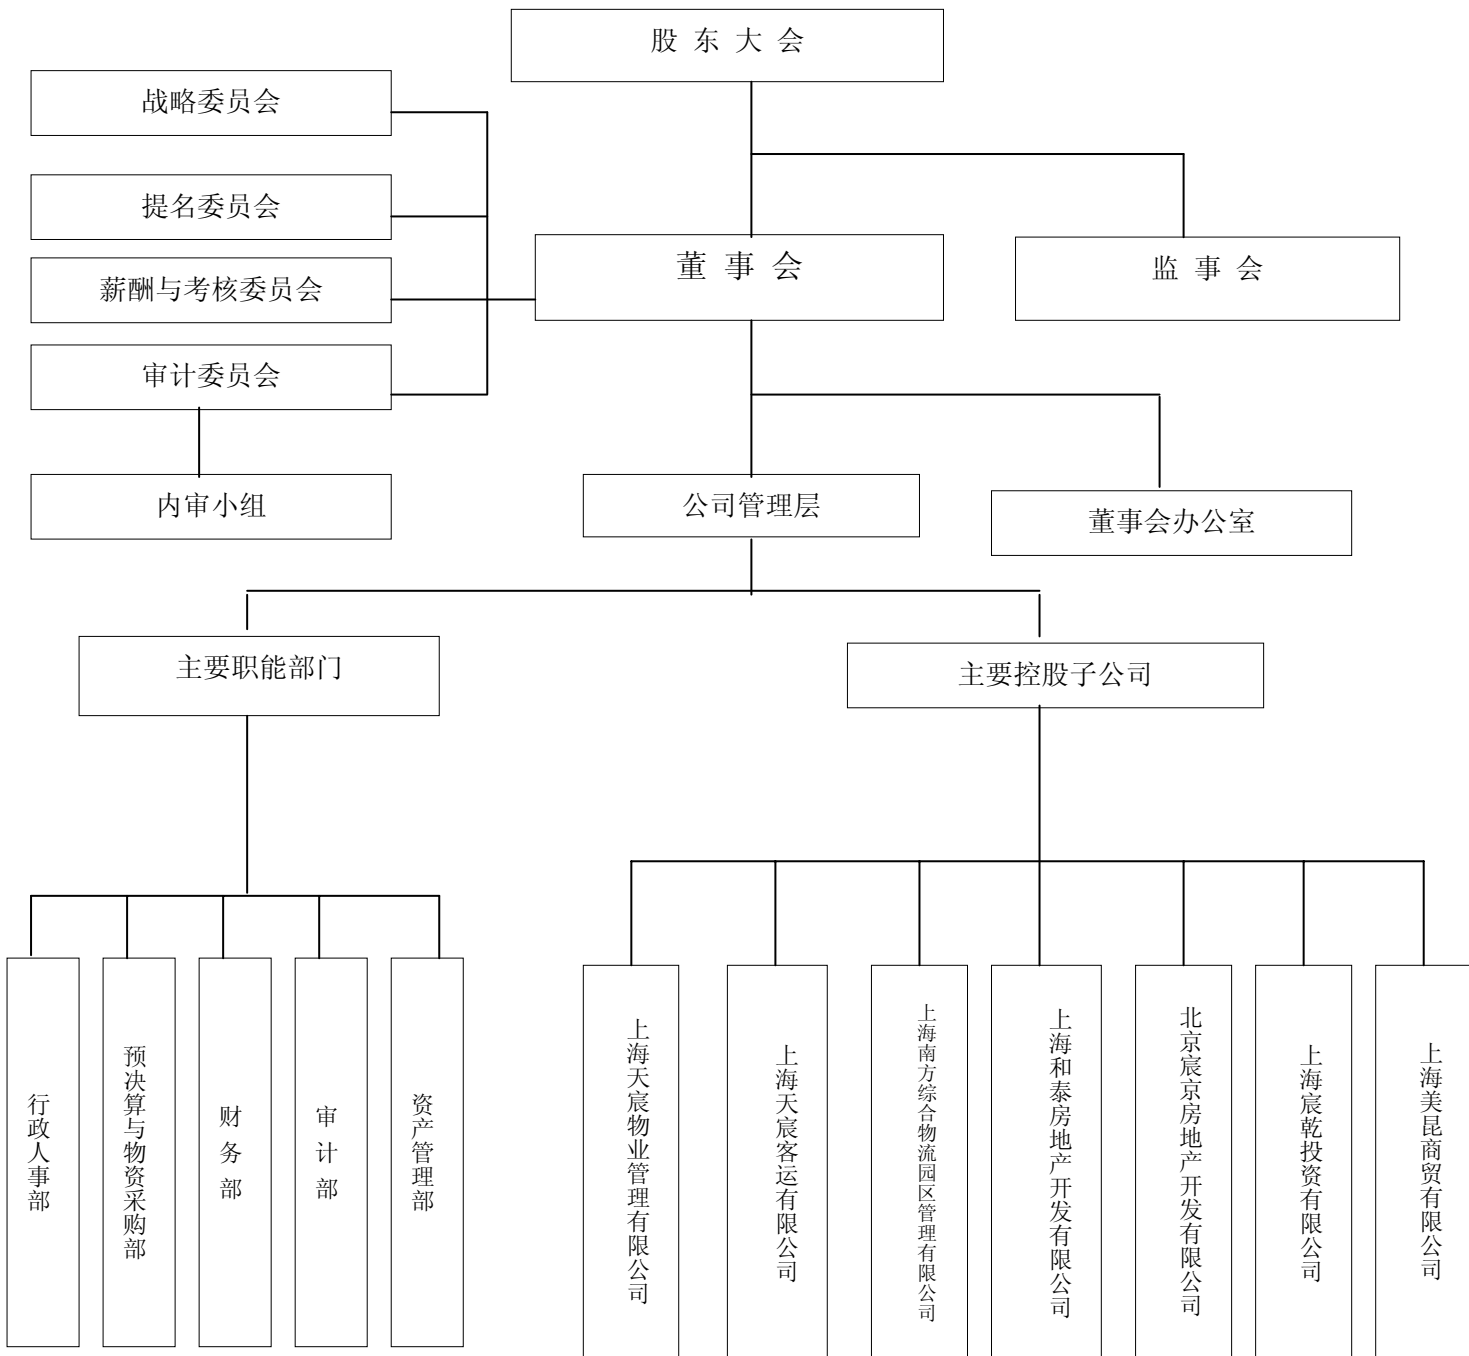 股 东 大 会
战略委员会
提名委员会
董 事 会
监 事 会
薪酬与考核委员会
审计委员会
内审小组
公司管理层
董事会办公室
主要职能部门
主要控股子公司
行政人事部
预决算与物资采购部
财务部
审计部
资产管理部
上海天宸物业管理有限公司
上海天宸客运有限公司
上海南方综合物流园区管理有限公司
上海和泰房地产开发有限公司
北京宸京房地产开发有限公司
上海宸乾投资有限公司
上海美昆商贸有限公司